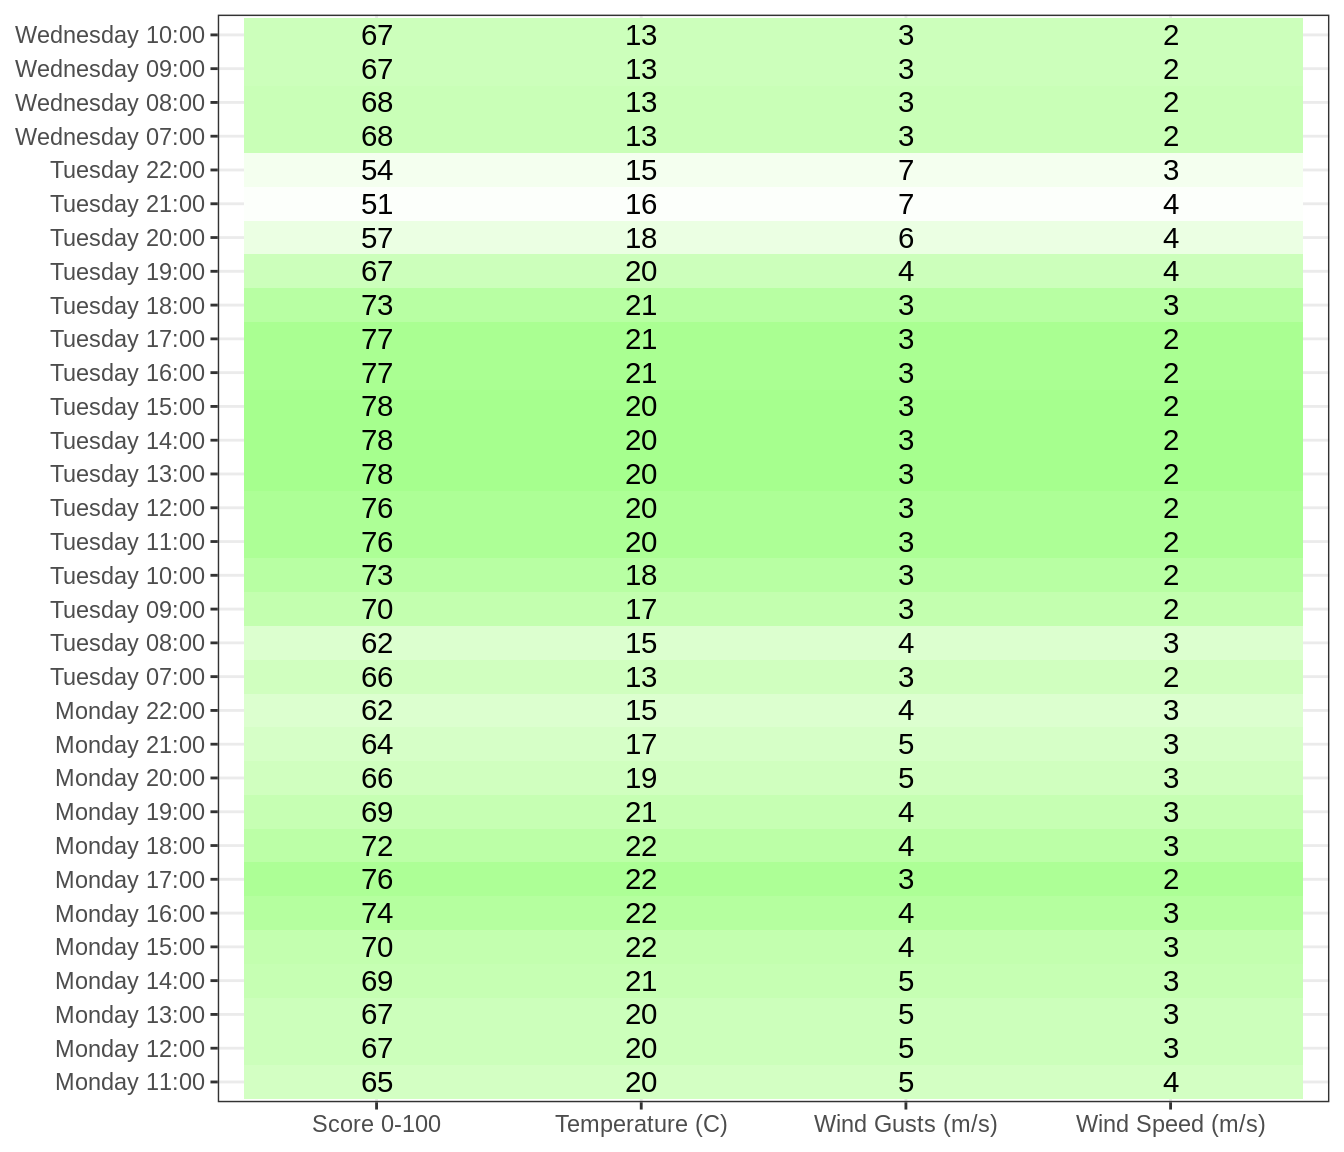 Wednesday 10:00 67 13 3 2
Wednesday 09:00 67 13 3 2
Wednesday 08:00 68 13 3 2
Wednesday 07:00 68 13 3 2
Tuesday 22:00 54 15 7 3
Tuesday 21:00 51 16 7 4
Tuesday 20:00 57 18 6 4
Tuesday 19:00 67 20 4 4
Tuesday 18:00 73 21 3 3
Tuesday 17:00 77 21 3 2
Tuesday 16:00 77 21 3 2
Tuesday 15:00 78 20 3 2
Tuesday 14:00 78 20 3 2
Tuesday 13:00 78 20 3 2
Tuesday 12:00 76 20 3 2
Tuesday 11:00 76 20 3 2
Tuesday 10:00 73 18 3 2
Tuesday 09:00 70 17 3 2
Tuesday 08:00 62 15 4 3
Tuesday 07:00 66 13 3 2
Monday 22:00 62 15 4 3
Monday 21:00 64 17 5 3
Monday 20:00 66 19 5 3
Monday 19:00 69 21 4 3
Monday 18:00 72 22 4 3
Monday 17:00 76 22 3 2
Monday 16:00 74 22 4 3
Monday 15:00 70 22 4 3
Monday 14:00 69 21 5 3
Monday 13:00 67 20 5 3
Monday 12:00 67 20 5 3
Monday 11:00 65 20 5 4
Score 0-100 Temperature (C) Wind Gusts (m/s) Wind Speed (m/s)